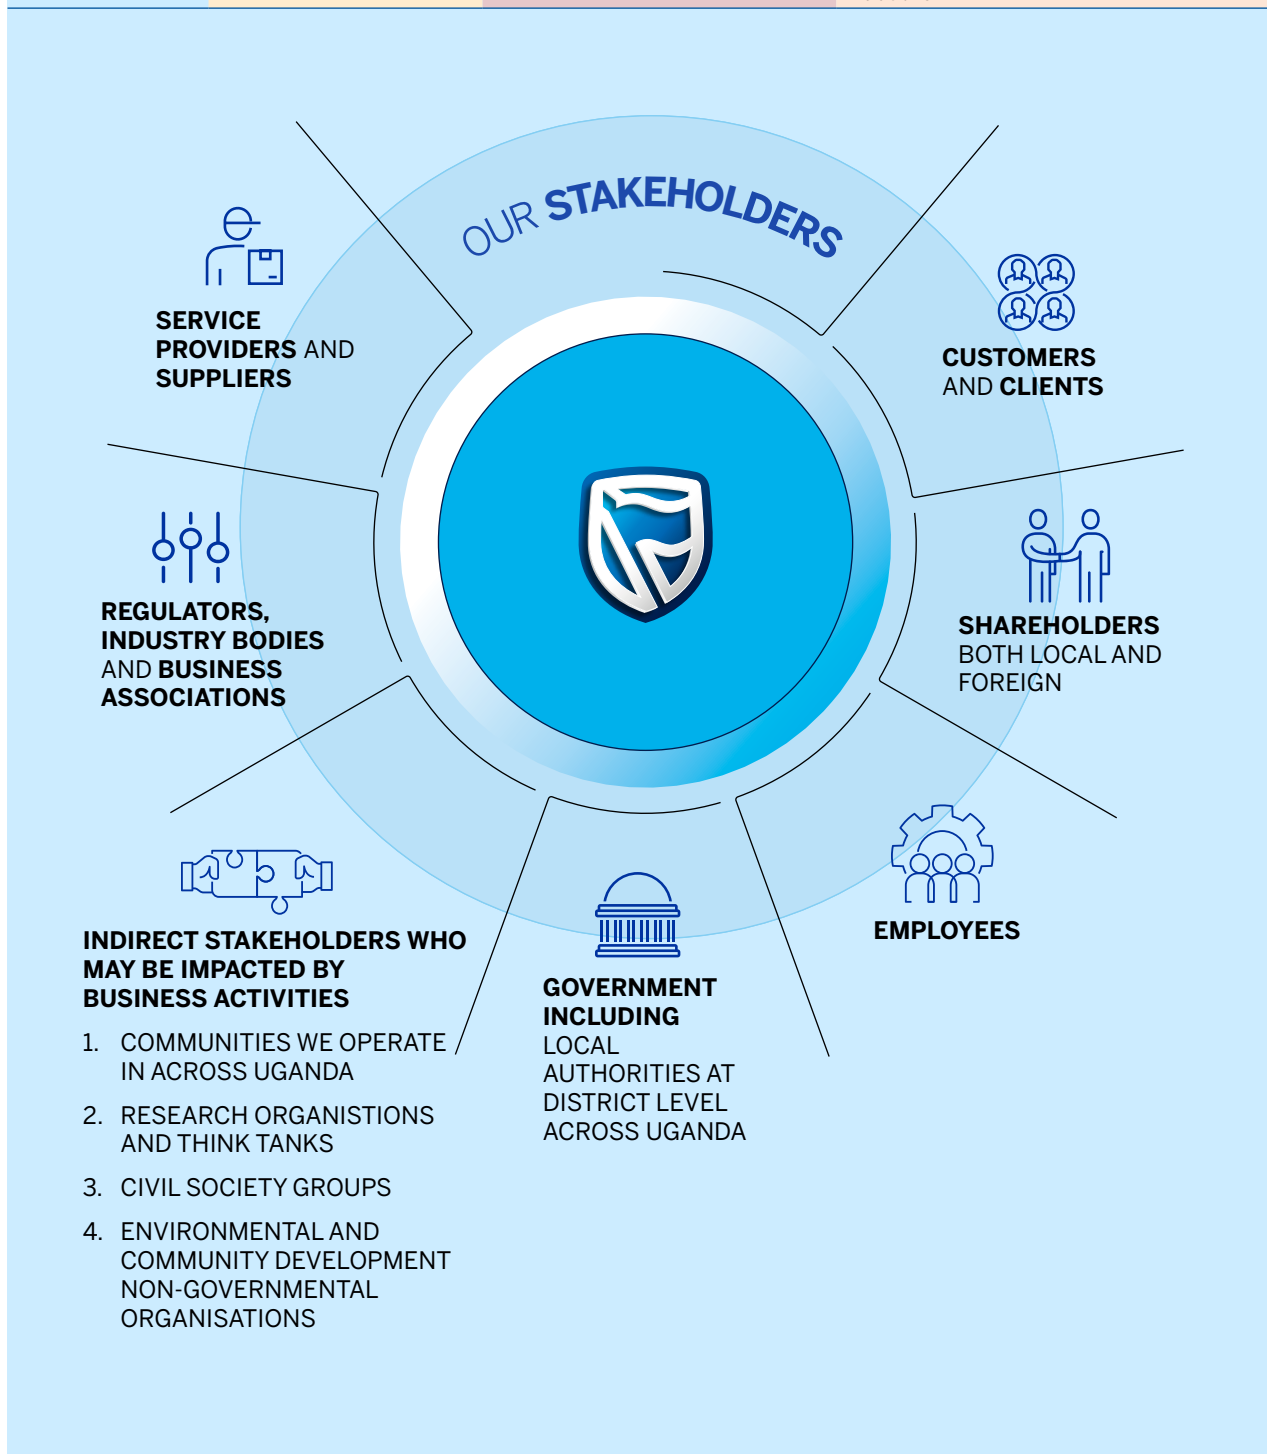 OUR STAKEHOLDERS
SERVICE
PROVIDERS AND
SUPPLIERS
CUSTOMERS
AND CLIENTS
REGULATORS,
INDUSTRY BODIES
AND BUSINESS
ASSOCIATIONS
SHAREHOLDERS
BOTH LOCAL AND
FOREIGN
INDIRECT STAKEHOLDERS WHO
MAY BE IMPACTED BY
BUSINESS ACTIVITIES
1. COMMUNITIES WE OPERATE
IN ACROSS UGANDA
2. RESEARCH ORGANISTIONS
AND THINK TANKS
3. CIVIL SOCIETY GROUPS
4. ENVIRONMENTAL AND
COMMUNITY DEVELOPMENT
NON-GOVERNMENTAL
ORGANISATIONS
GOVERNMENT
INCLUDING
LOCAL
AUTHORITIES AT
DISTRICT LEVEL
ACROSS UGANDA
EMPLOYEES